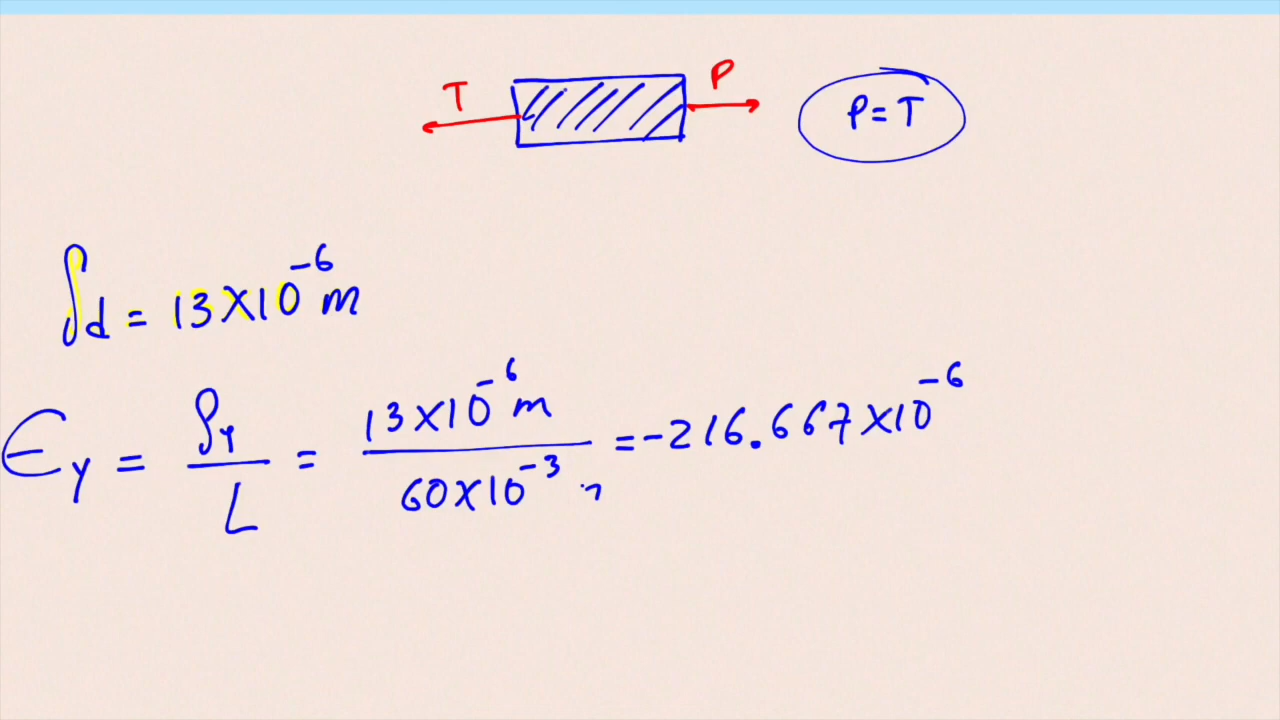 T P P = T
δd = 13×10⁻⁶ m
ϵy = δy / L = 13×10⁻⁶ m / 60×10⁻³ = -216.667×10⁻⁶